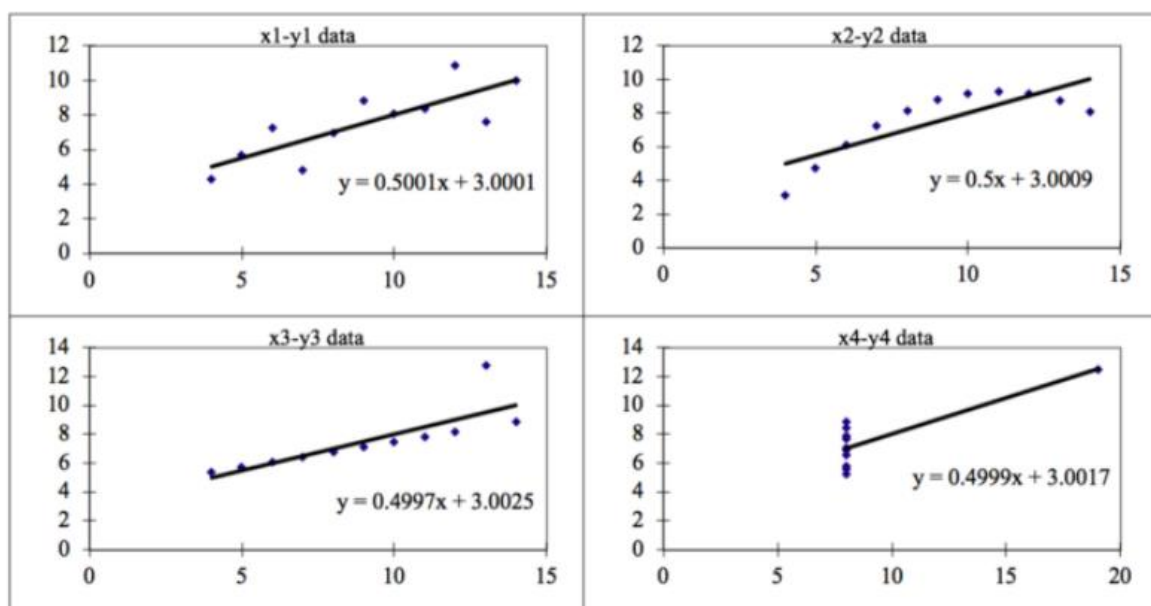 x1-y1 data
12
10
8
6
4
2
0
y = 0.5001x + 3.0001
0 5 10 15
x2-y2 data
12
10
8
6
4
2
0
y = 0.5x + 3.0009
0 5 10 15
x3-y3 data
14
12
10
8
6
4
2
0
y = 0.4997x + 3.0025
0 5 10 15
x4-y4 data
14
12
10
8
6
4
2
0
y = 0.4999x + 3.0017
0 5 10 15 20